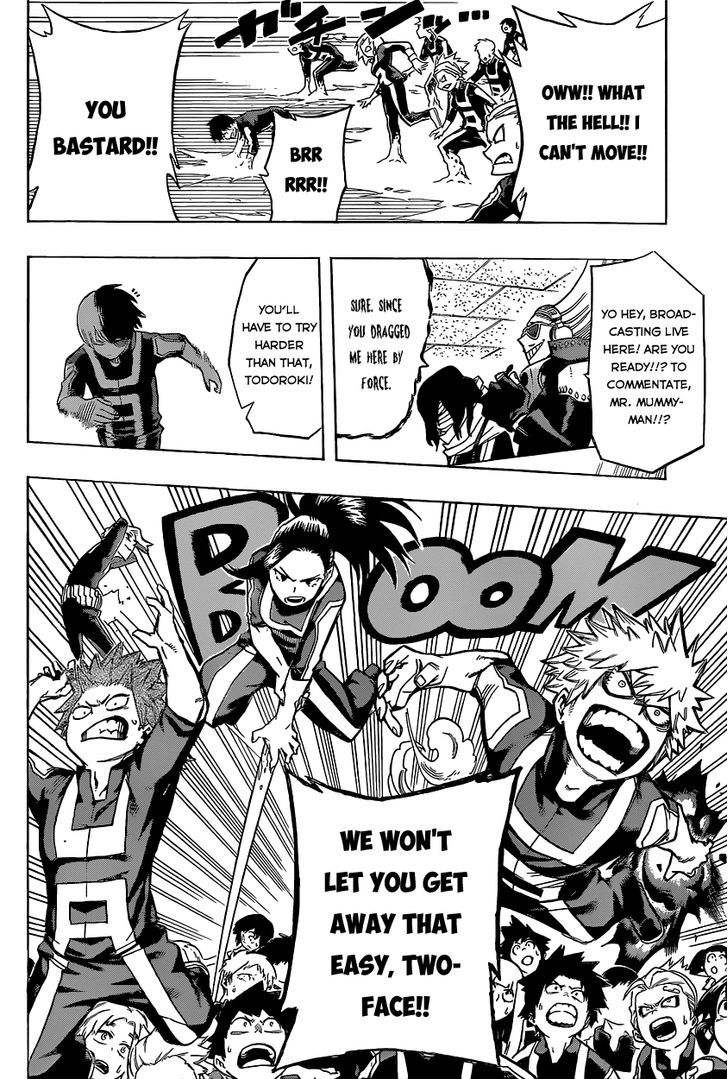 OWW!! WHAT
THE HELL!! I
CAN'T MOVE!!
ガチンッ
BRR
RRR!!
YOU
BASTARD!!
YO HEY, BROAD-
CASTING LIVE
HERE! ARE YOU
READY!!? TO
COMMENTATE,
MR. MUMMY-
MAN!!?
SURE. SINCE
YOU DRAGGED
ME HERE BY
FORCE.
YOU'LL
HAVE TO TRY
HARDER
THAN THAT,
TODOROKI!
BOOM
WE WON'T
LET YOU GET
AWAY THAT
EASY, TWO-
FACE!!